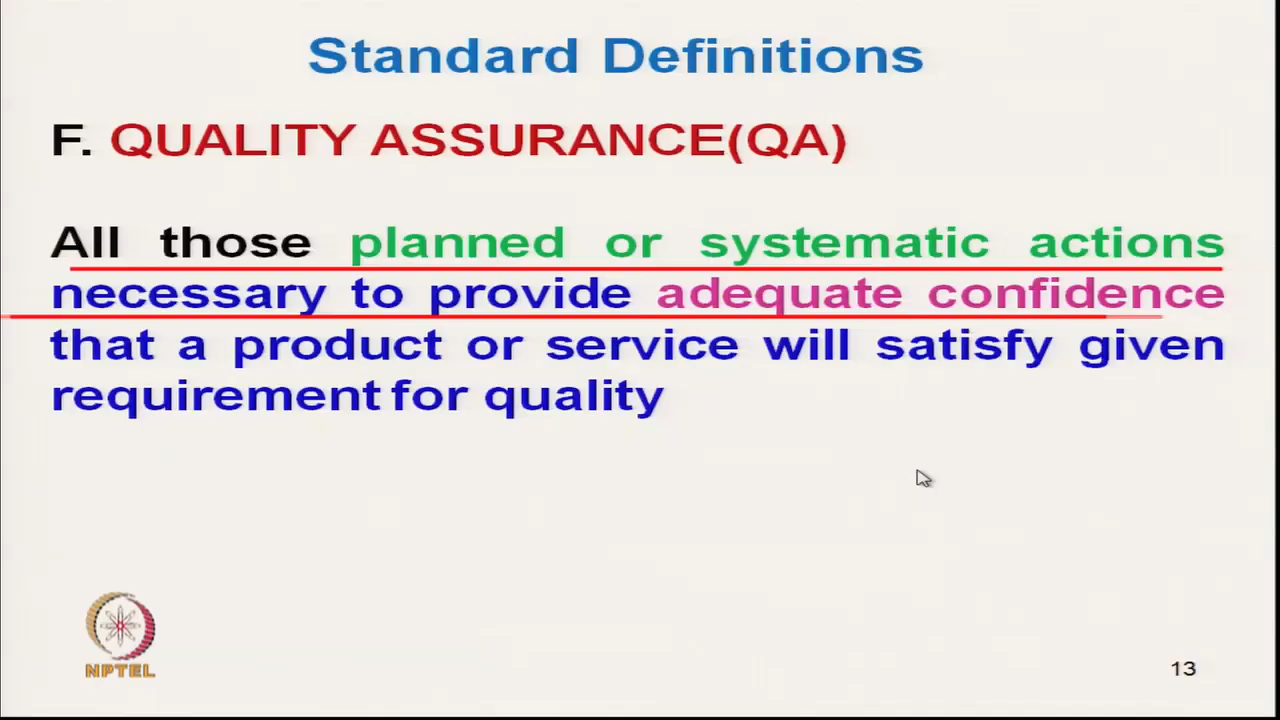 Standard Definitions
F. QUALITY ASSURANCE(QA)
All those planned or systematic actions
necessary to provide adequate confidence
that a product or service will satisfy given
requirement for quality
NPTEL
13